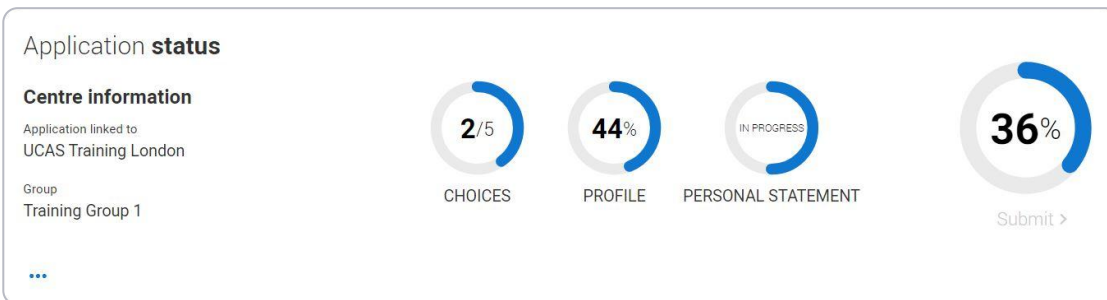 Application status
Centre information
Application linked to
UCAS Training London
Group
Training Group 1
2/5
CHOICES
44%
PROFILE
IN PROGRESS
PERSONAL STATEMENT
36%
Submit >